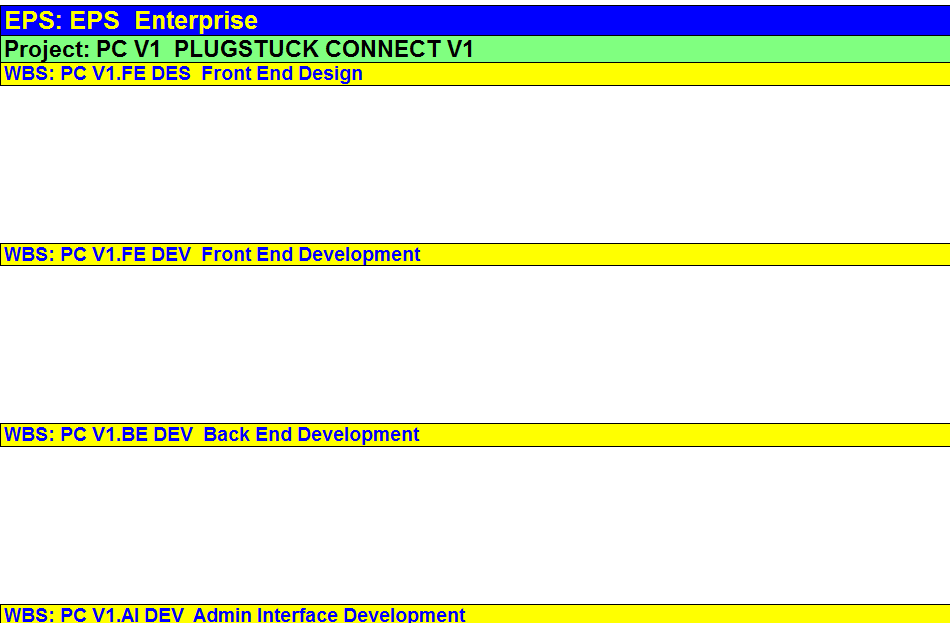 EPS: EPS  Enterprise
Project: PC V1  PLUGSTUCK CONNECT V1
WBS: PC V1.FE DES  Front End Design
WBS: PC V1.FE DEV  Front End Development
WBS: PC V1.BE DEV  Back End Development
WBS: PC V1.AI DEV  Admin Interface Development